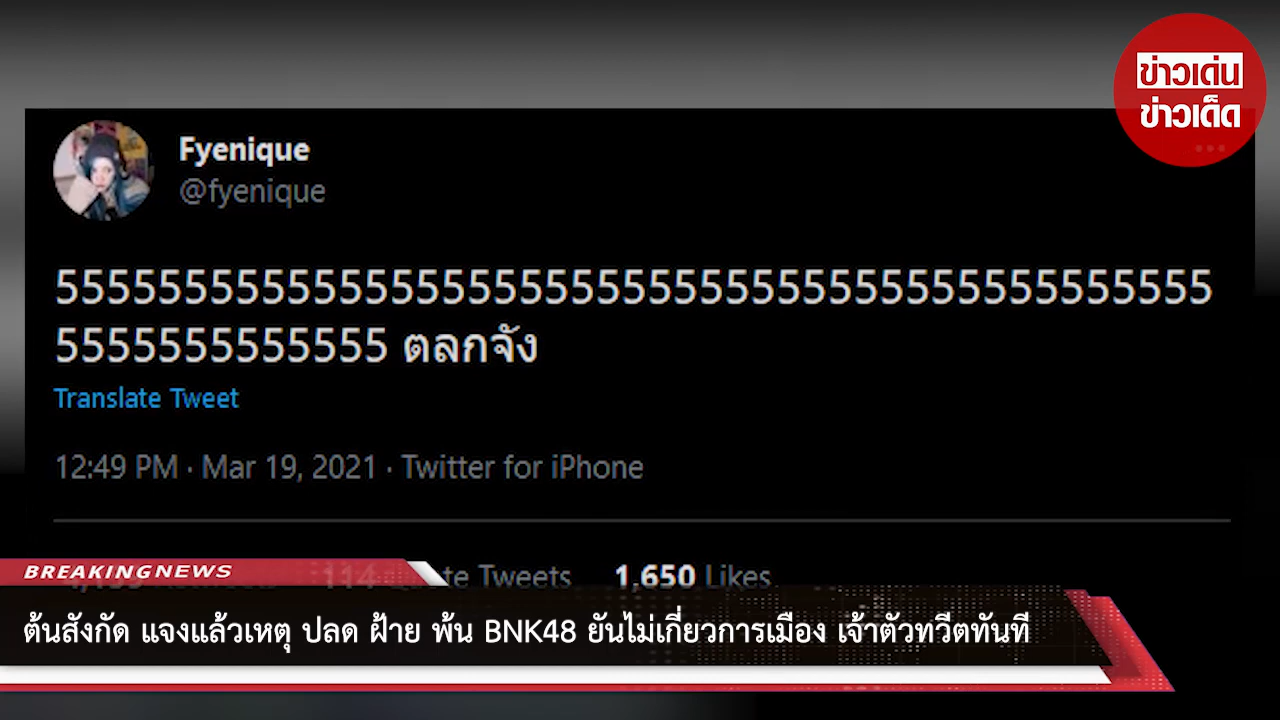 ข่าวเด่น
ข่าวเด็ด
Fyenique
@fyenique
555555555555555555555555555555555555555555555
5555555555555 ตลกจัง
Translate Tweet
12:49 PM · Mar 19, 2021 · Twitter for iPhone
114 Quote Tweets 1,650 Likes
BREAKING NEWS
ต้นสังกัด แจงแล้วเหตุ ปลด ฝ้าย พ้น BNK48 ยันไม่เกี่ยวการเมือง เจ้าตัวทวีตทันที